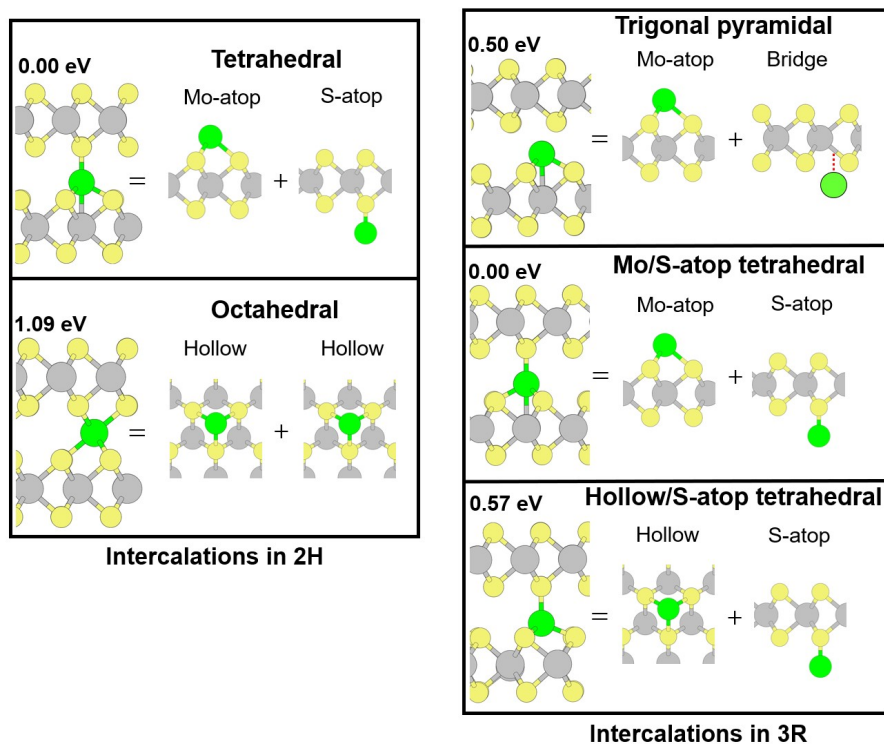 0.00 eV
Tetrahedral
Mo-atop
S-atop
=
+
1.09 eV
Octahedral
Hollow
Hollow
=
+
Intercalations in 2H
Trigonal pyramidal
0.50 eV
Mo-atop
Bridge
=
+
0.00 eV
Mo/S-atop tetrahedral
Mo-atop
S-atop
=
+
0.57 eV
Hollow/S-atop tetrahedral
Hollow
S-atop
=
+
Intercalations in 3R